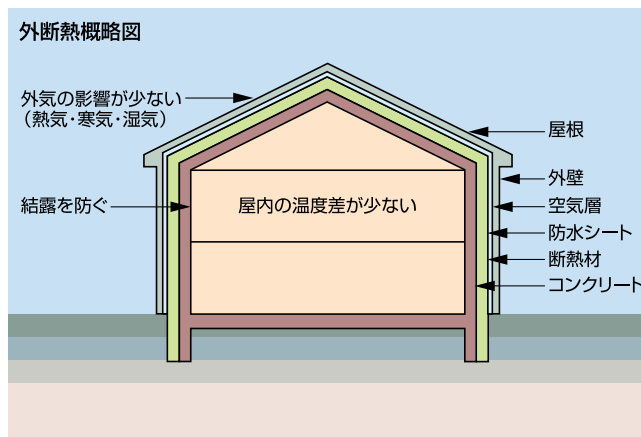 外断熱概略図
外気の影響が少ない
（熱気・寒気・湿気）
屋根
外壁
結露を防ぐ
屋内の温度差が少ない
空気層
防水シート
断熱材
コンクリート